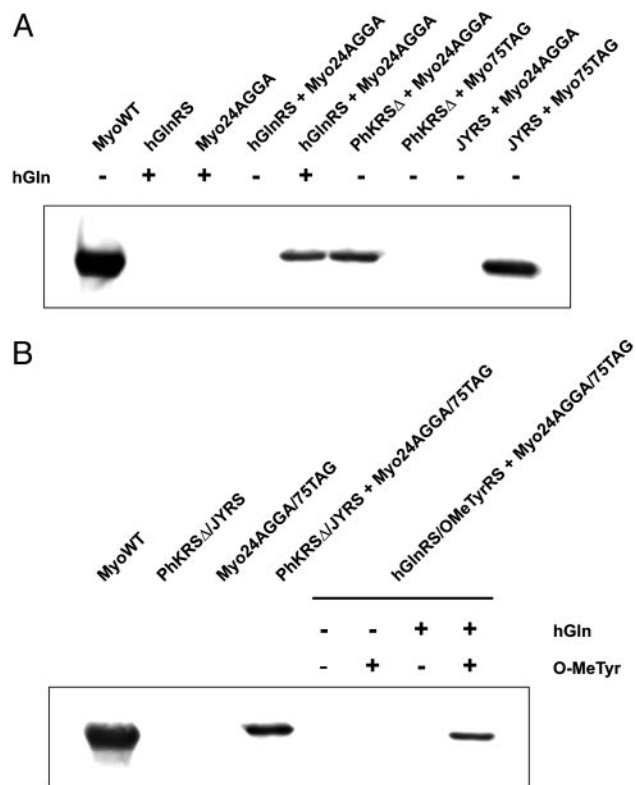 A
MyoWT
hGlnRS
Myo24AGGA
hGlnRS + Myo24AGGA
hGlnRS + Myo24AGGA
PhKRSΔ + Myo24AGGA
PhKRSΔ + Myo75TAG
JYRS + Myo24AGGA
JYRS + Myo75TAG
hGln - + + - + - - - -
B
MyoWT
PhKRSΔ/JYRS
Myo24AGGA/75TAG
PhKRSΔ/JYRS + Myo24AGGA/75TAG
hGlnRS/OMeTyrRS + Myo24AGGA/75TAG
- - + + hGln
- + - + O-MeTyr